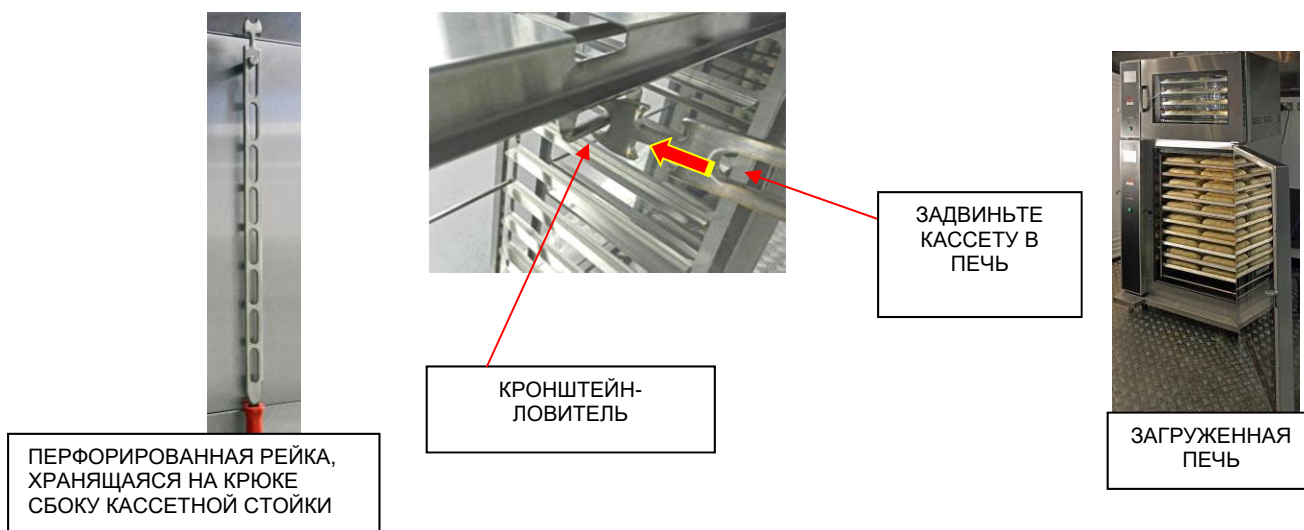 ПЕРФОРИРОВАННАЯ РЕЙКА,
ХРАНЯЩАЯСЯ НА КРЮКЕ
СБОКУ КАССЕТНОЙ СТОЙКИ
КРОНШТЕЙН-
ЛОВИТЕЛЬ
ЗАДВИНЬТЕ
КАССЕТУ В
ПЕЧЬ
ЗАГРУЖЕННАЯ
ПЕЧЬ